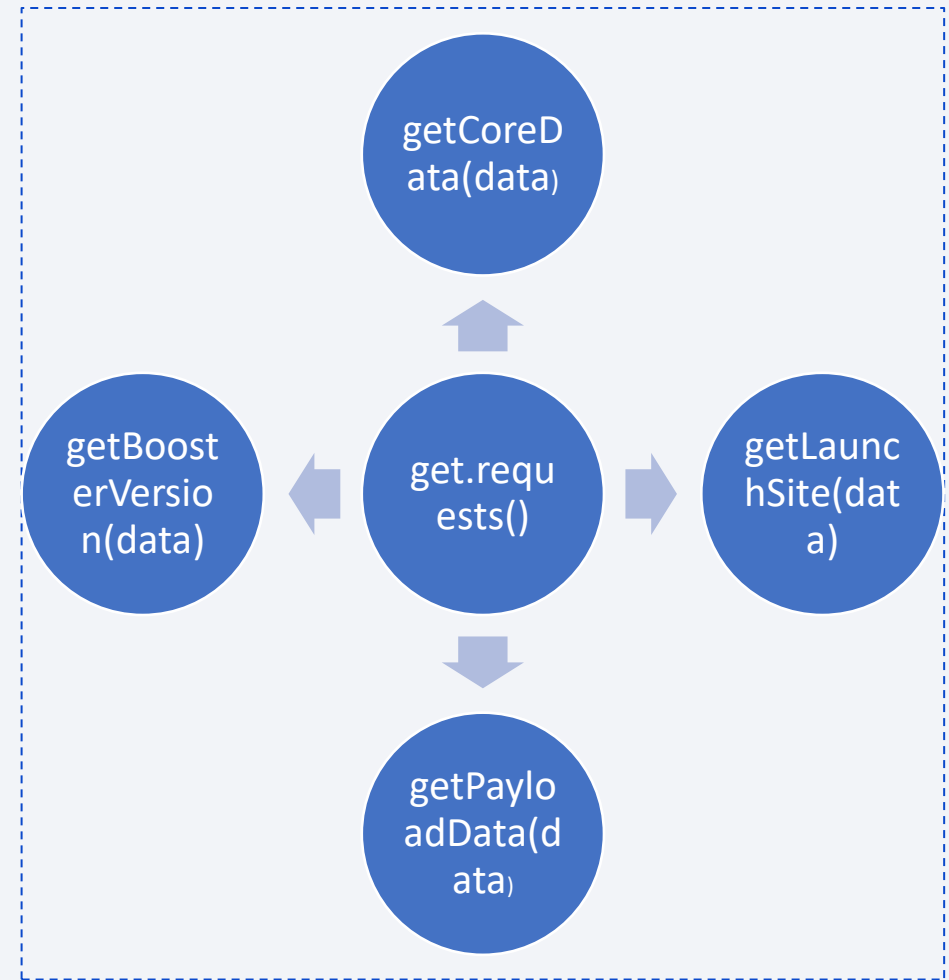 getCoreD
ata(data)
getBoost
erVersio
n(data)
get.requ
ests()
getLaunc
hSite(dat
a)
getPaylo
adData(d
ata)